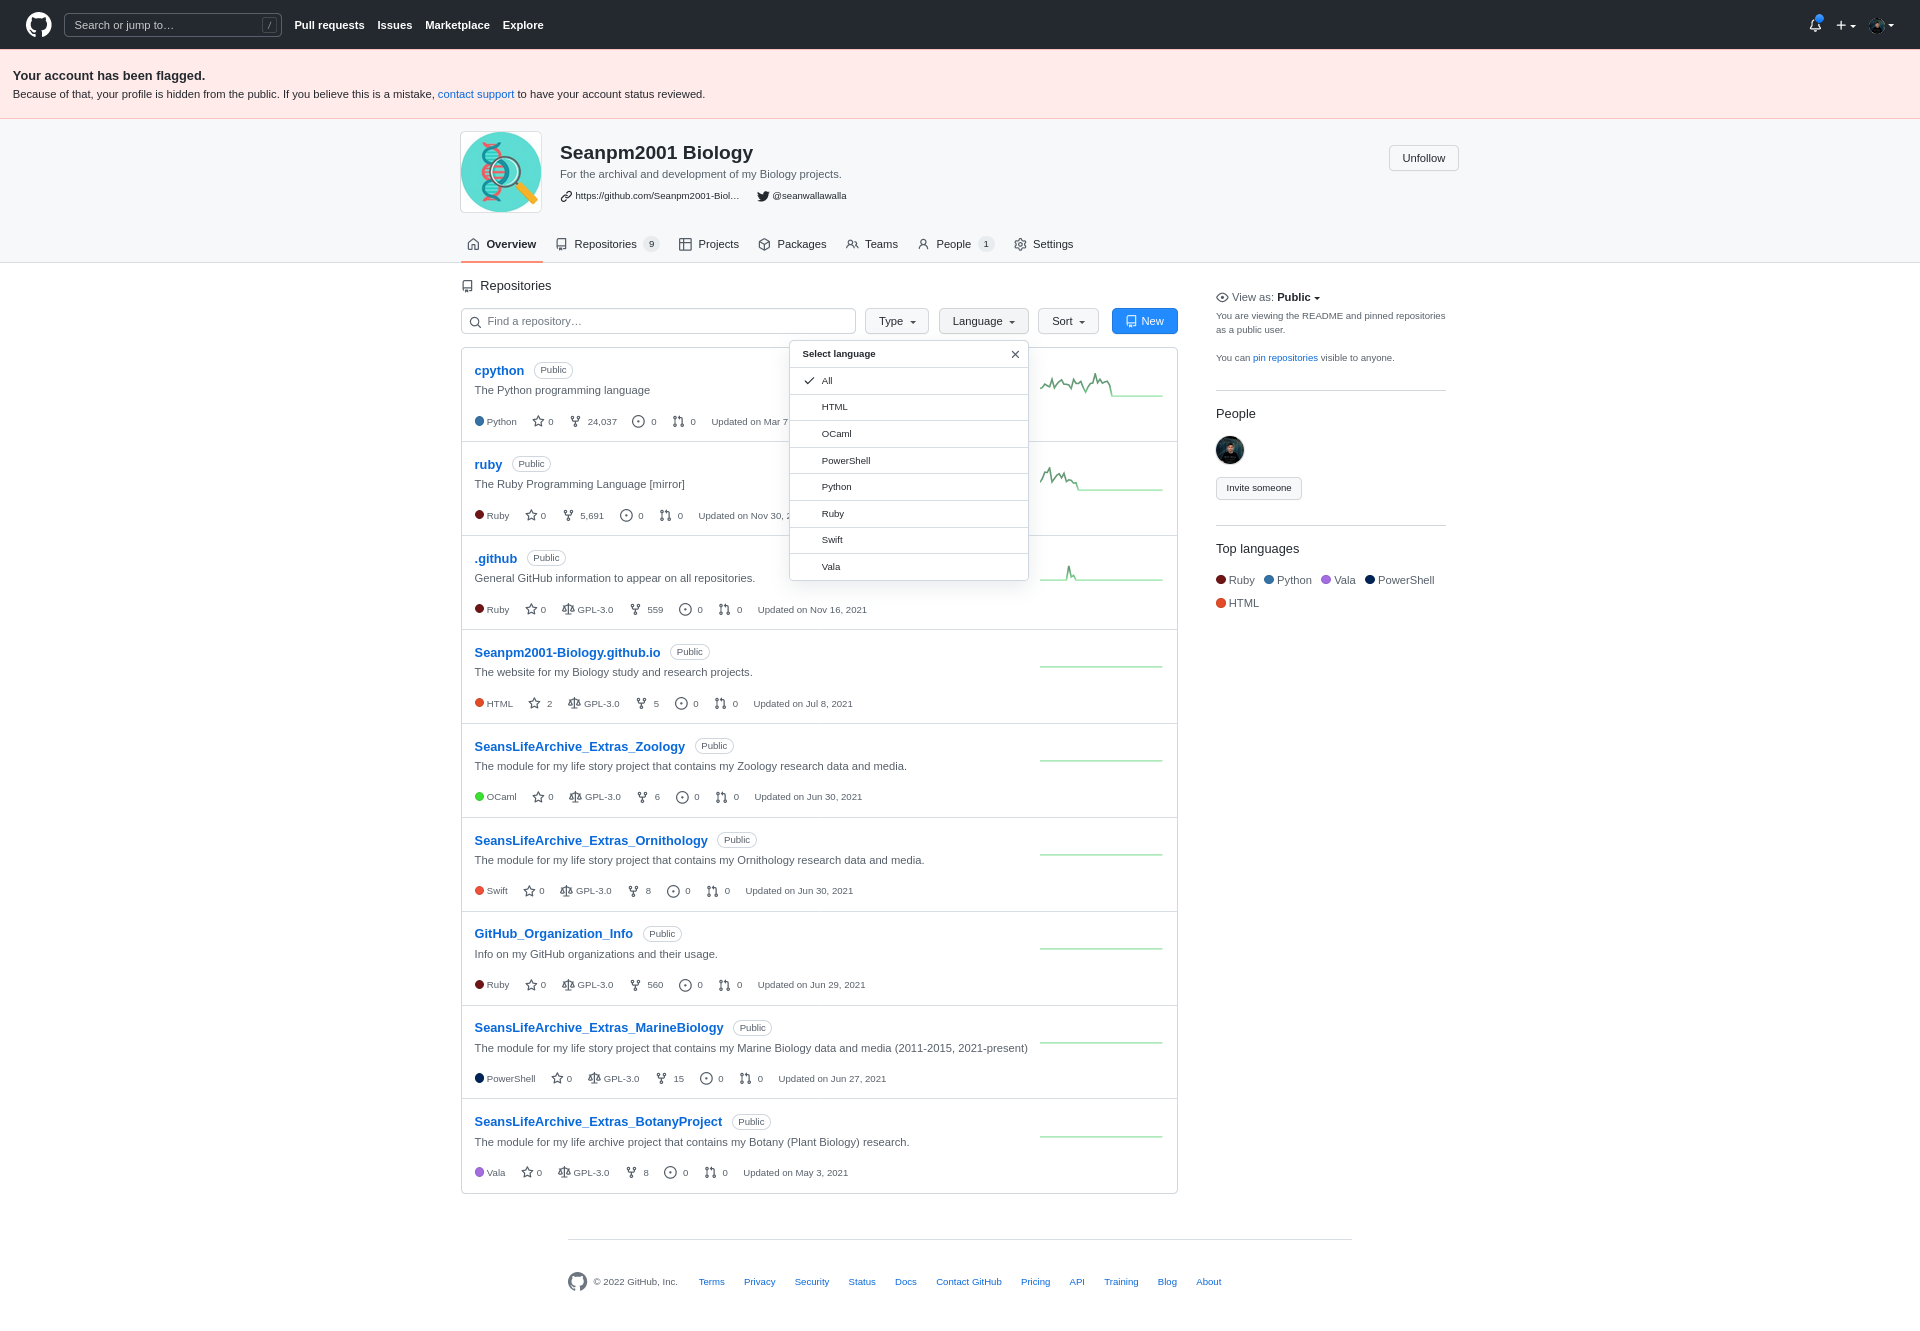 Search or jump to…
/
Pull requests Issues Marketplace Explore
Your account has been flagged.
Because of that, your profile is hidden from the public. If you believe this is a mistake, contact support to have your account status reviewed.
Seanpm2001 Biology
For the archival and development of my Biology projects.
https://github.com/Seanpm2001-Biol… @seanwallawalla
Unfollow
Overview Repositories 9 Projects Packages Teams People 1 Settings
Repositories
Find a repository…
Type Language Sort New
Select language
All
HTML
OCaml
PowerShell
Python
Ruby
Swift
Vala
cpython Public
The Python programming language
Python 0 24,037 0 0 Updated on Mar 7
ruby Public
The Ruby Programming Language [mirror]
Ruby 0 5,691 0 0 Updated on Nov 30,
.github Public
General GitHub information to appear on all repositories.
Ruby 0 GPL-3.0 559 0 0 Updated on Nov 16, 2021
Seanpm2001-Biology.github.io Public
The website for my Biology study and research projects.
HTML 2 GPL-3.0 5 0 0 Updated on Jul 8, 2021
SeansLifeArchive_Extras_Zoology Public
The module for my life story project that contains my Zoology research data and media.
OCaml 0 GPL-3.0 6 0 0 Updated on Jun 30, 2021
SeansLifeArchive_Extras_Ornithology Public
The module for my life story project that contains my Ornithology research data and media.
Swift 0 GPL-3.0 8 0 0 Updated on Jun 30, 2021
GitHub_Organization_Info Public
Info on my GitHub organizations and their usage.
Ruby 0 GPL-3.0 560 0 0 Updated on Jun 29, 2021
SeansLifeArchive_Extras_MarineBiology Public
The module for my life story project that contains my Marine Biology data and media (2011-2015, 2021-present)
PowerShell 0 GPL-3.0 15 0 0 Updated on Jun 27, 2021
SeansLifeArchive_Extras_BotanyProject Public
The module for my life archive project that contains my Botany (Plant Biology) research.
Vala 0 GPL-3.0 8 0 0 Updated on May 3, 2021
View as: Public
You are viewing the README and pinned repositories
as a public user.
You can pin repositories visible to anyone.
People
Invite someone
Top languages
Ruby Python Vala PowerShell
HTML
© 2022 GitHub, Inc. Terms Privacy Security Status Docs Contact GitHub Pricing API Training Blog About